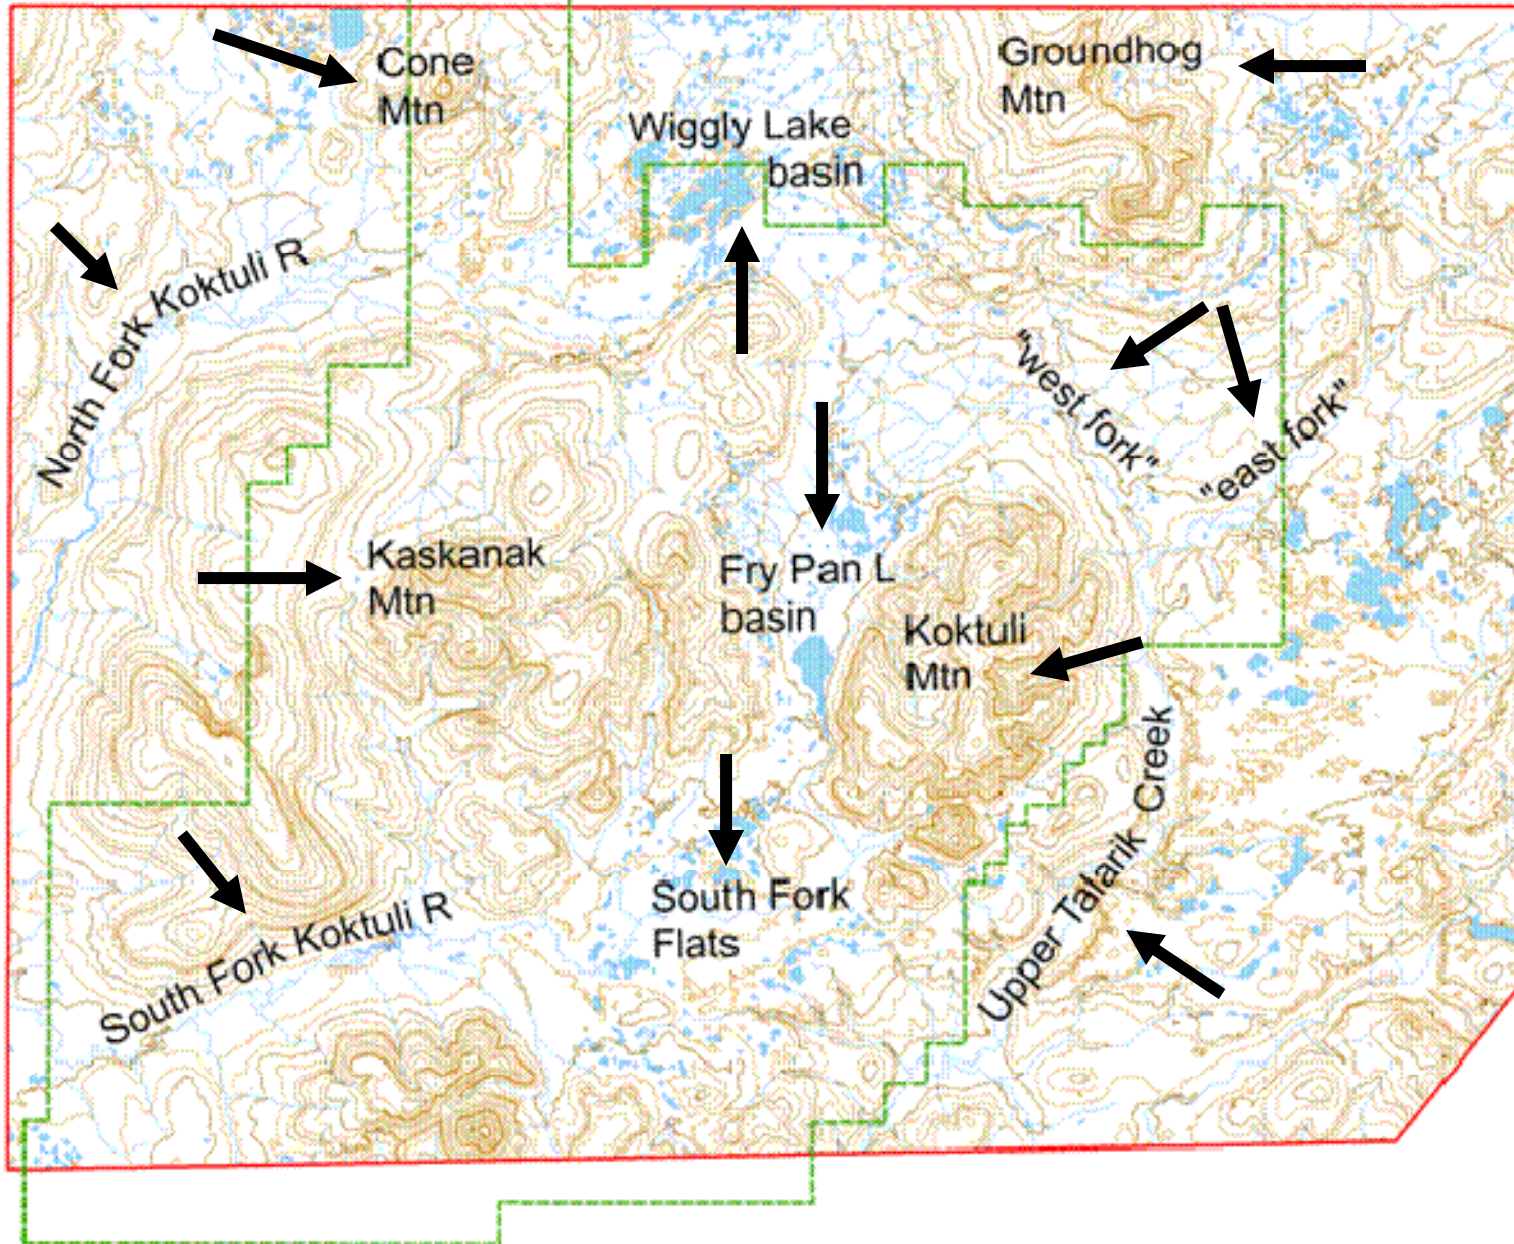 Cone
Mtn
Groundhog
Mtn
Wiggly Lake
basin
North Fork Koktuli R
"west fork"
"east fork"
Kaskanak
Mtn
Fry Pan L
basin
Koktuli
Mtn
Upper Talarik Creek
South Fork
Flats
South Fork Koktuli R